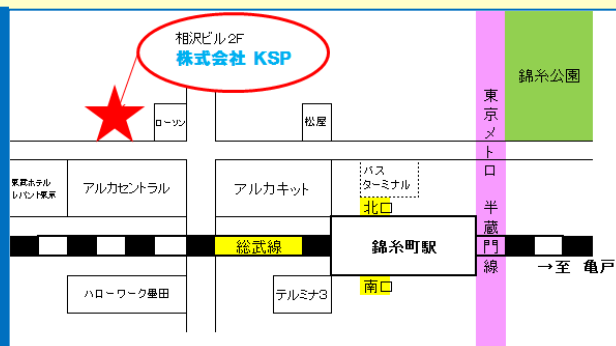 相沢ビル2F
株式会社 KSP
錦糸公園
東京メトロ 半蔵門線
ローソン
松屋
東武ホテル
レバント東京
アルカセントラル
アルカキット
バス
ターミナル
北口
総武線
錦糸町駅
→至 亀戸
ハローワーク墨田
テルミナ3
南口